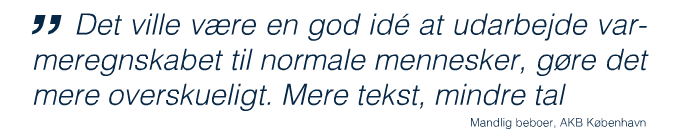 ” Det ville være en god idé at udarbejde var-
meregnskabet til normale mennesker, gøre det
mere overskueligt. Mere tekst, mindre tal
Mandlig beboer, AKB København